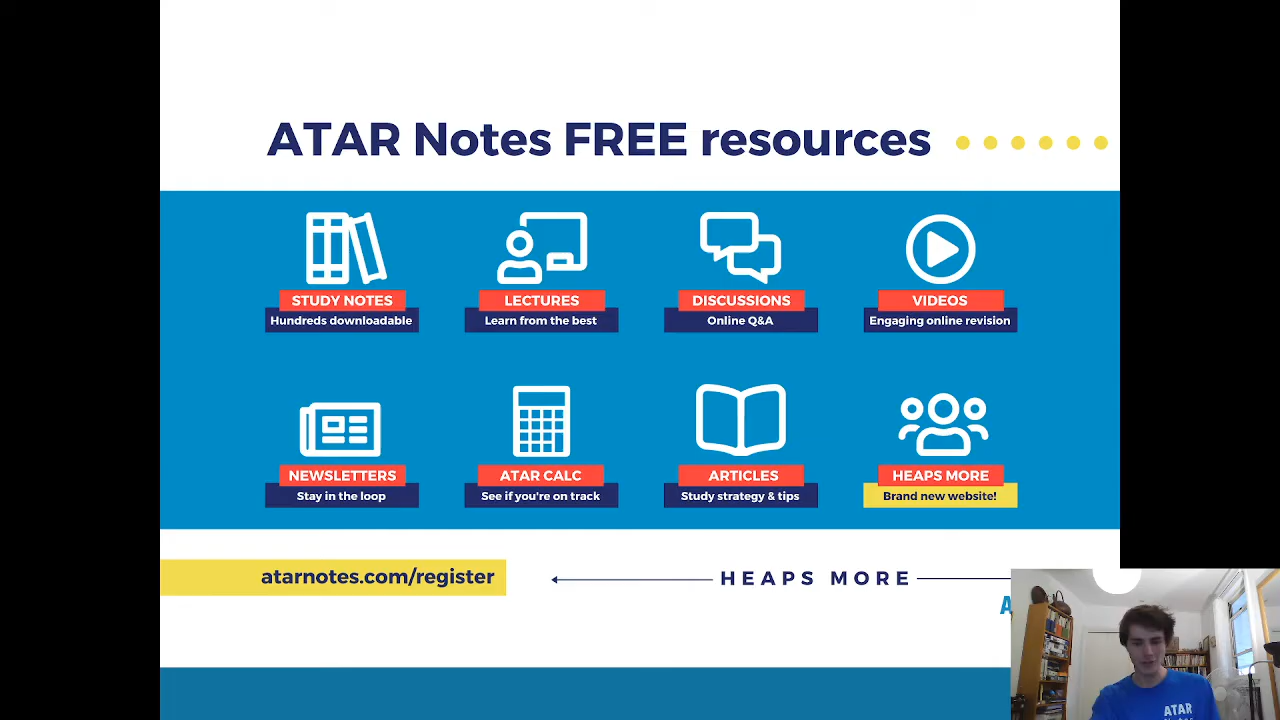 ATAR Notes FREE resources
STUDY NOTES
Hundreds downloadable
LECTURES
Learn from the best
DISCUSSIONS
Online Q&A
VIDEOS
Engaging online revision
NEWSLETTERS
Stay in the loop
ATAR CALC
See if you're on track
ARTICLES
Study strategy & tips
HEAPS MORE
Brand new website!
atarnotes.com/register
HEAPS MORE
A
ATAR